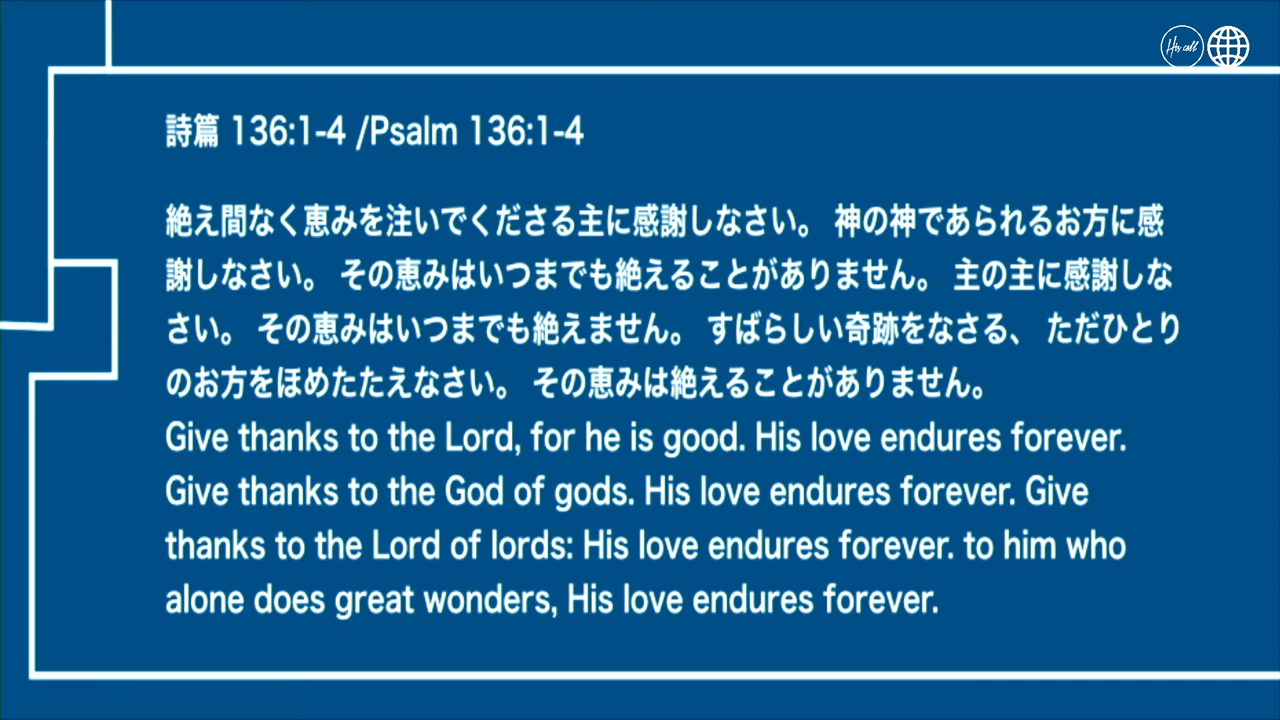 His call
詩篇 136:1-4 /Psalm 136:1-4
絶え間なく恵みを注いでくださる主に感謝しなさい。 神の神であられるお方に感
謝しなさい。 その恵みはいつまでも絶えることがありません。 主の主に感謝しな
さい。 その恵みはいつまでも絶えません。 すばらしい奇跡をなさる、 ただひとり
のお方をほめたたえなさい。 その恵みは絶えることがありません。
Give thanks to the Lord, for he is good. His love endures forever.
Give thanks to the God of gods. His love endures forever. Give
thanks to the Lord of lords: His love endures forever. to him who
alone does great wonders, His love endures forever.